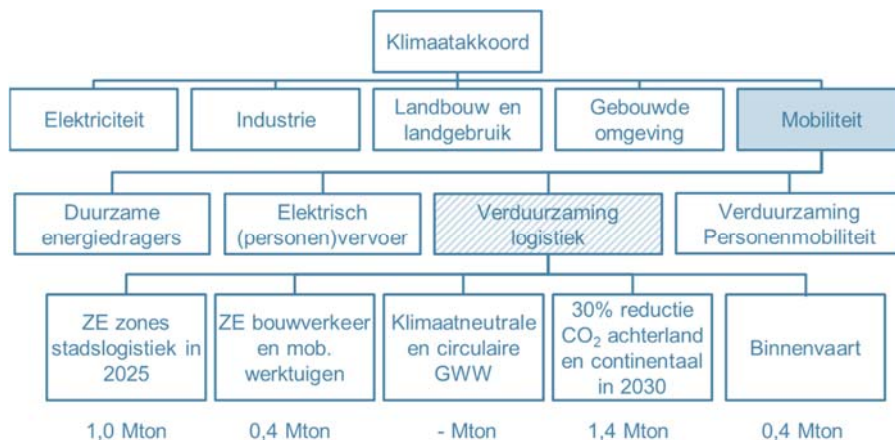 Klimaatakkoord
Elektriciteit
Industrie
Landbouw en
landgebruik
Gebouwde
omgeving
Mobiliteit
Duurzame
energiedragers
Elektrisch
(personen)vervoer
Verduurzaming
logistiek
Verduurzaming
Personenmobiliteit
ZE zones
stadslogistiek in
2025
ZE bouwverkeer
en mob.
werktuigen
Klimaatneutrale
en circulaire
GWW
30% reductie
CO₂ achterland
en continentaal
in 2030
Binnenvaart
1,0 Mton
0,4 Mton
- Mton
1,4 Mton
0,4 Mton